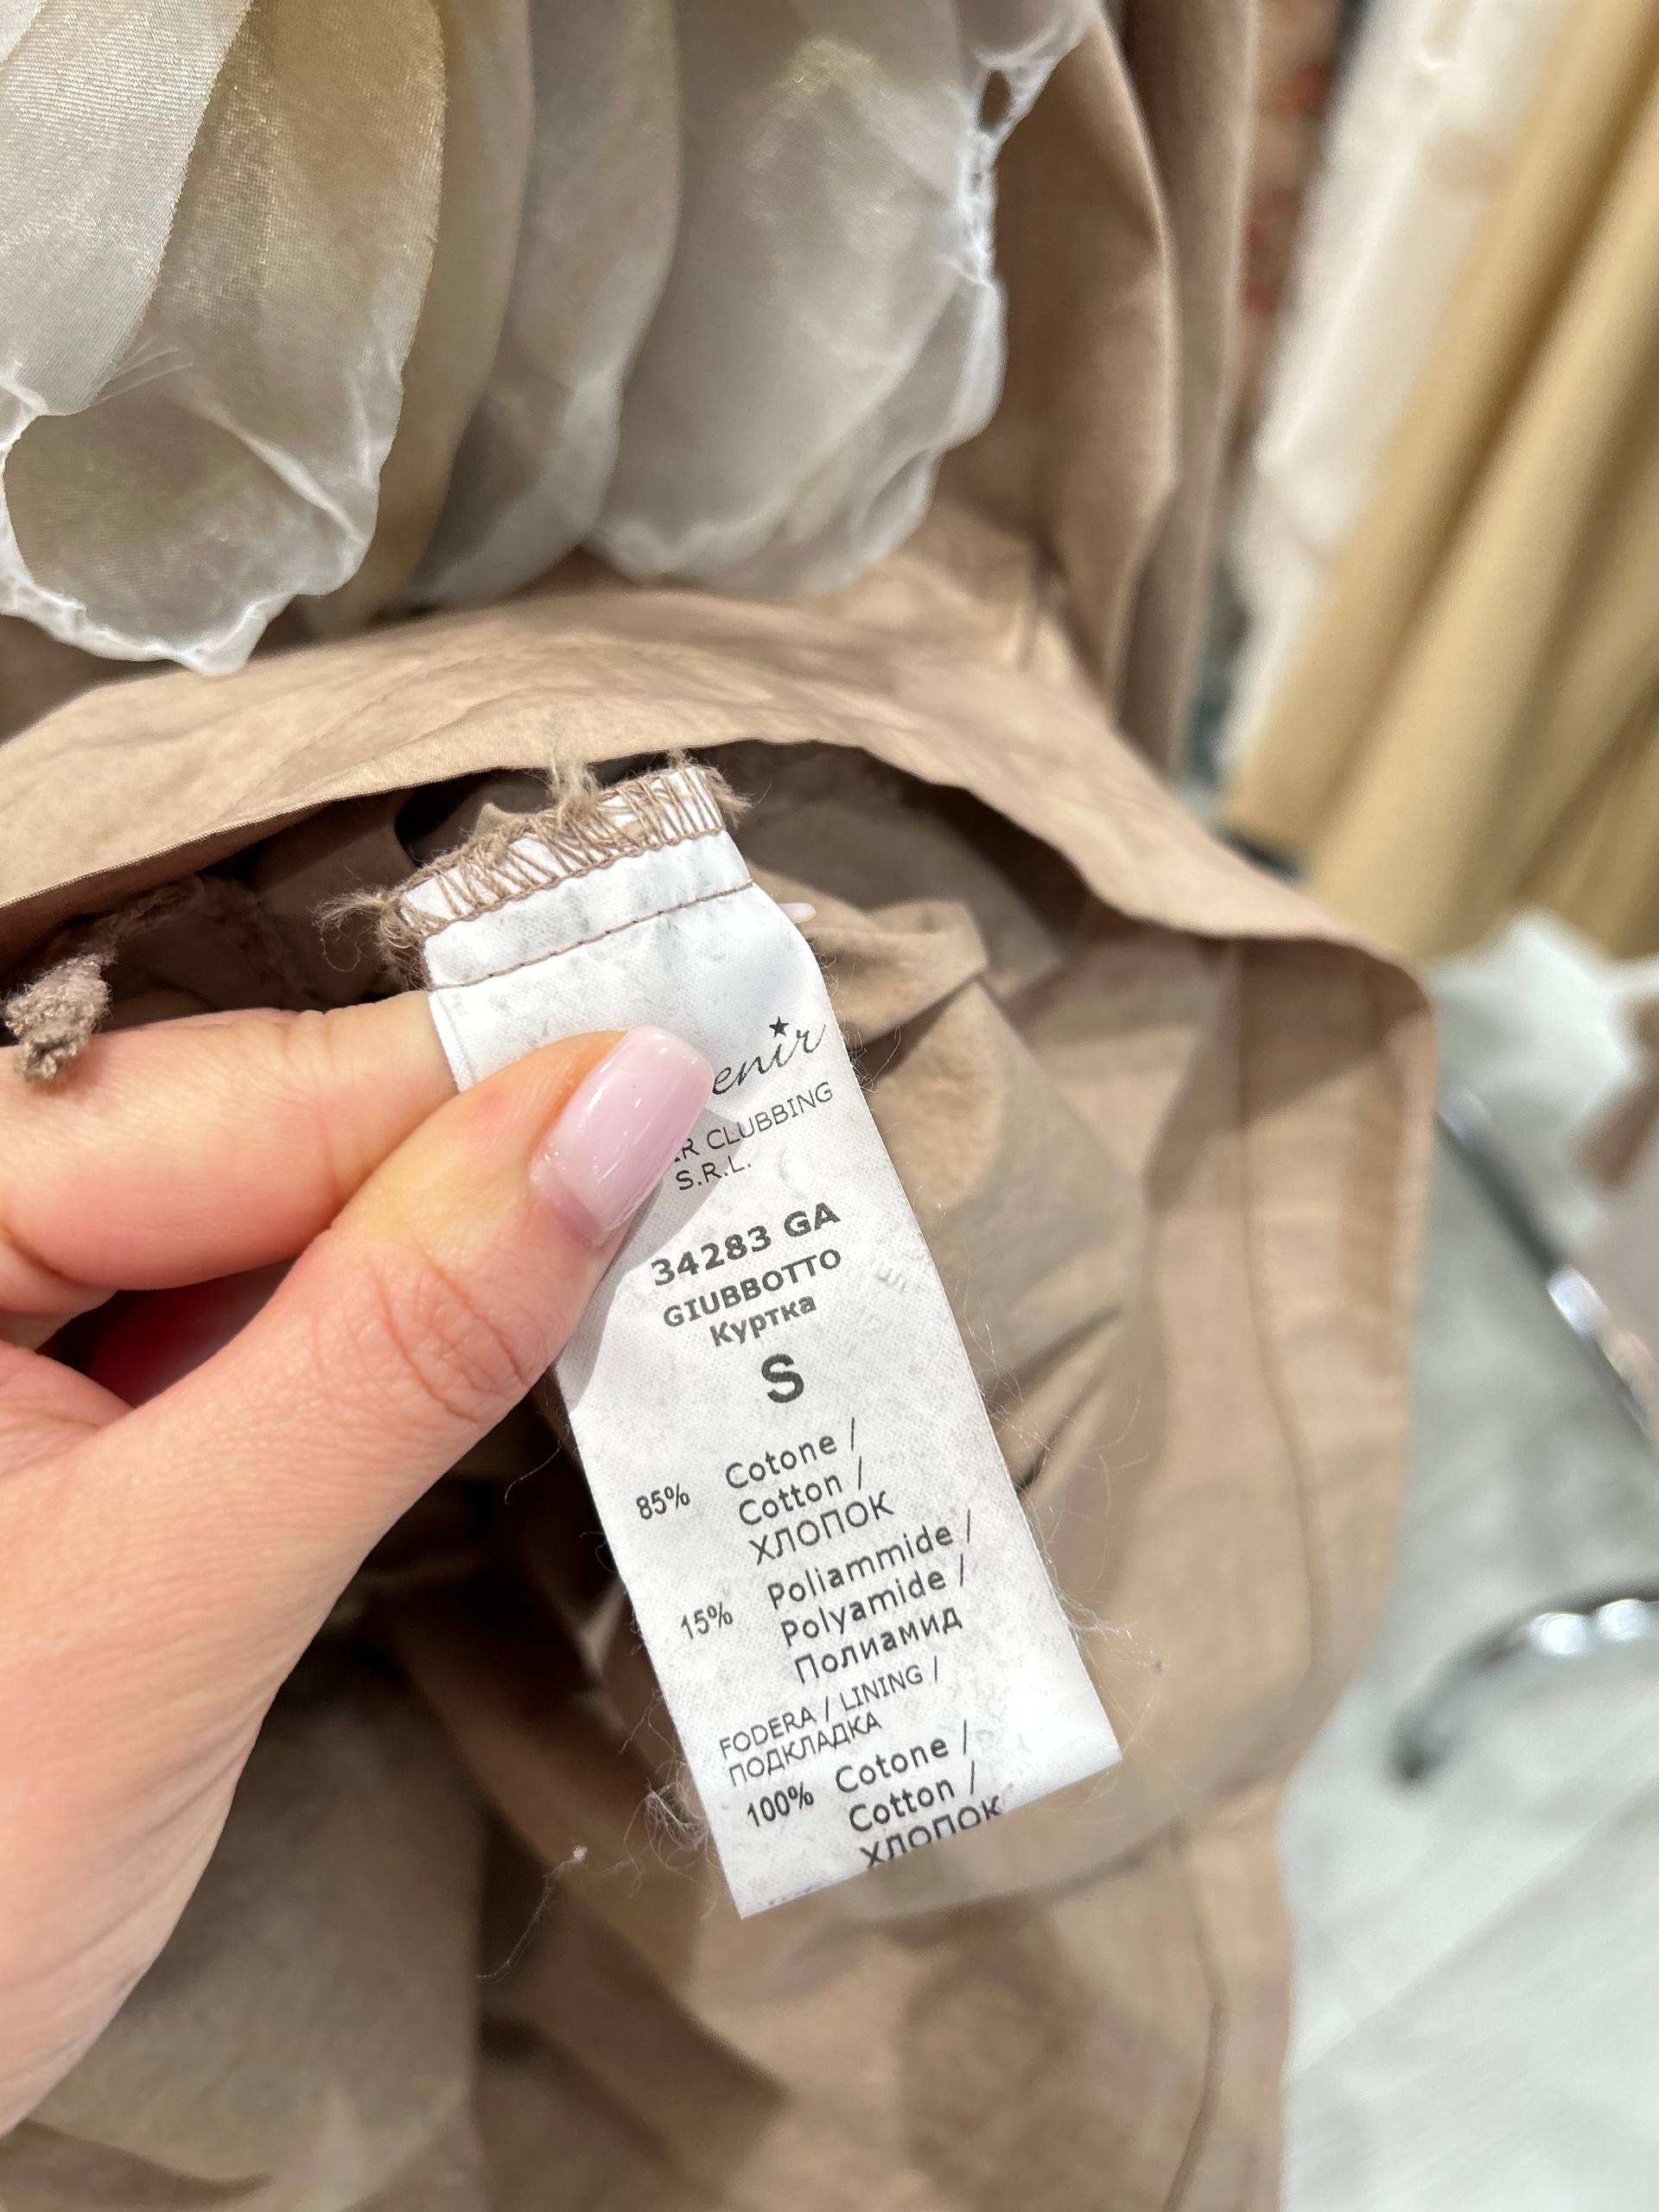 CLUBBING
S.R.L.
34283 GA
GIUBBOTTO
Куртка
S
85% Cotone /
Cotton /
ХЛОПОК
15% Poliammide /
Polyamide /
Полиамид
FODERA / LINING /
ПОДКЛАДКА
100% Cotone /
Cotton /
ХЛОПОК